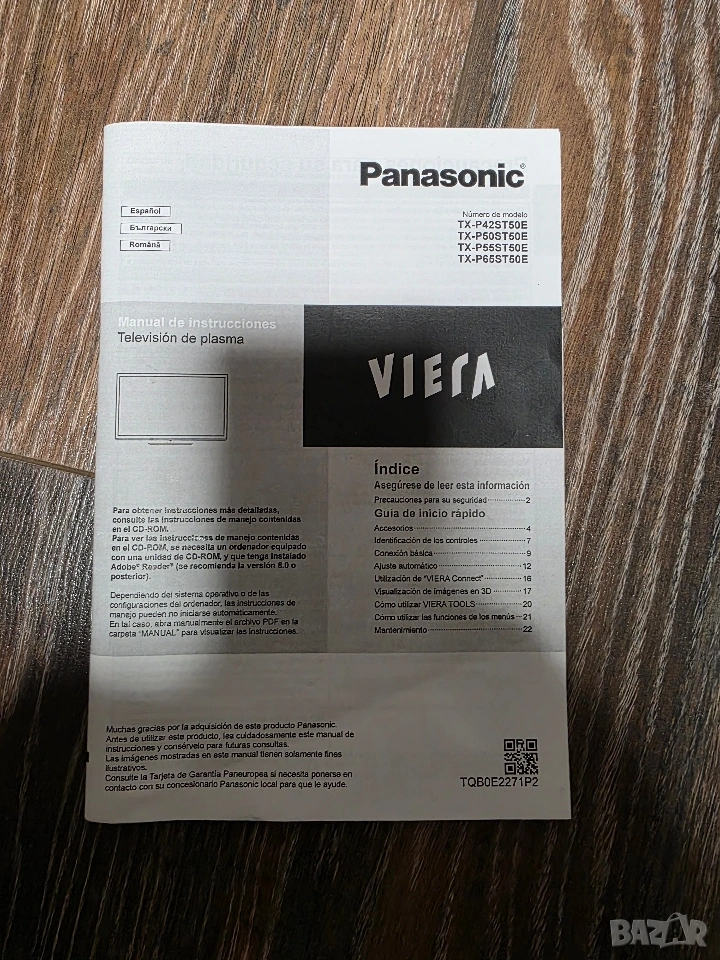 Panasonic®
Español
Български
Română
Número de modelo
TX-P42ST50E
TX-P50ST50E
TX-P55ST50E
TX-P65ST50E
Manual de instrucciones
Televisión de plasma
VIERA
Para obtener instrucciones más detalladas,
consulte las instrucciones de manejo contenidas
en el CD-ROM.
Para ver las instrucciones de manejo contenidas
en el CD-ROM, se necesita un ordenador equipado
con una unidad de CD-ROM, y que tenga instalado
Adobe® Reader® (se recomienda la versión 8.0 o
posterior).
Dependiendo del sistema operativo o de las
configuraciones del ordenador, las instrucciones de
manejo pueden no iniciarse automáticamente.
En tal caso, abra manualmente el archivo PDF en la
carpeta “MANUAL” para visualizar las instrucciones.
Índice
Asegúrese de leer esta información
Precauciones para su seguridad 2
Guía de inicio rápido
Accesorios 4
Identificación de los controles 7
Conexión básica 9
Ajuste automático 12
Utilización de “VIERA Connect” 16
Visualización de imágenes en 3D 17
Cómo utilizar VIERA TOOLS 20
Cómo utilizar las funciones de los menús 21
Mantenimiento 22
Muchas gracias por la adquisición de este producto Panasonic.
Antes de utilizar este producto, lea cuidadosamente este manual de
instrucciones y consérvelo para futuras consultas.
Las imágenes mostradas en este manual tienen solamente fines
ilustrativos.
Consulte la Tarjeta de Garantía Paneuropea si necesita ponerse en
contacto con su concesionario Panasonic local para que le ayude.
TQB0E2271P2
BAZAR